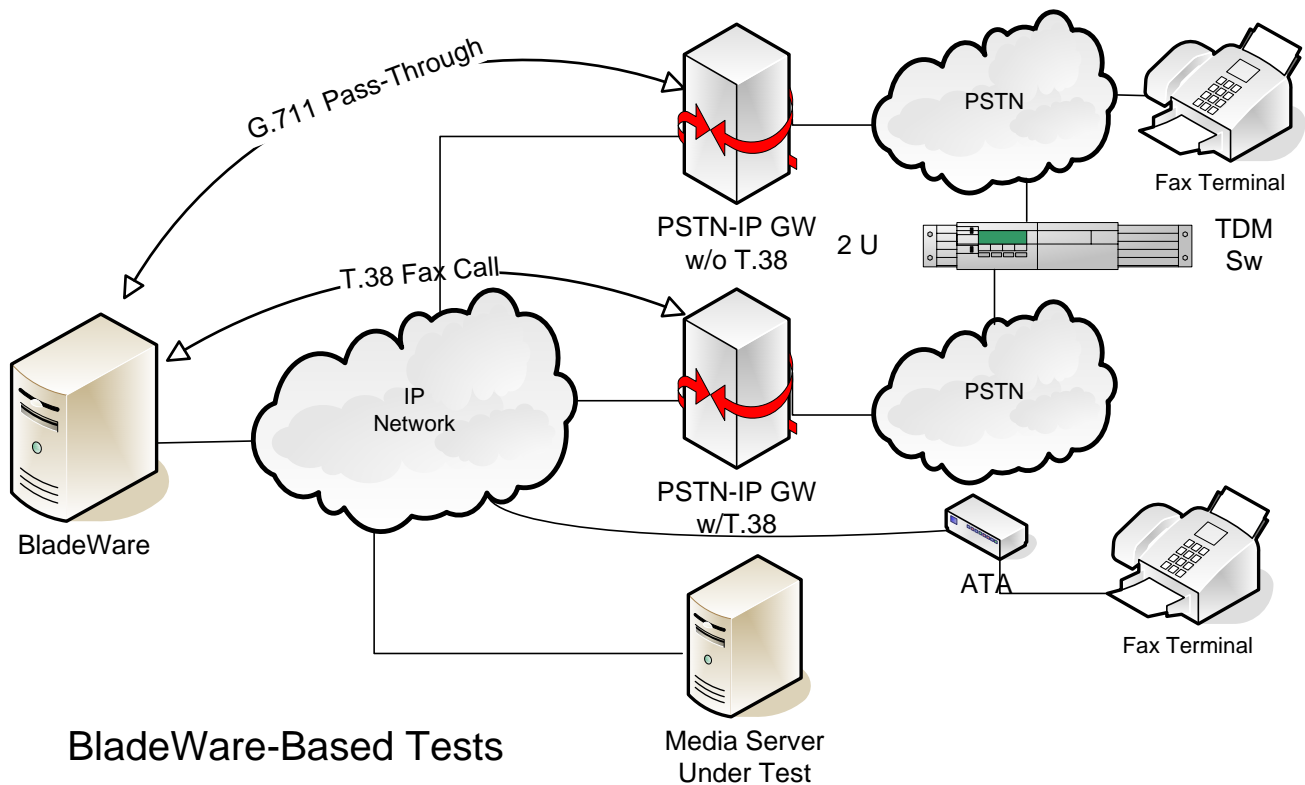 G.711 Pass-Through
PSTN
Fax Terminal
PSTN-IP GW
w/o T.38
2 U
TDM
Sw
T.38 Fax Call
IP
Network
PSTN
BladeWare
PSTN-IP GW
w/T.38
ATA
Fax Terminal
Media Server
Under Test
BladeWare-Based Tests